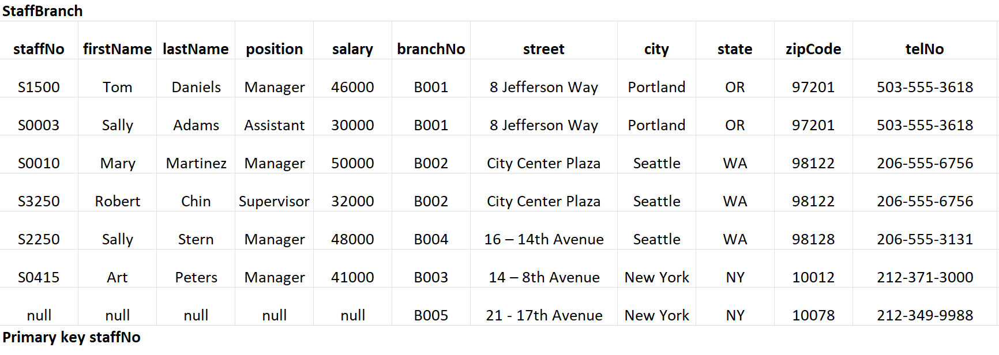 StaffBranch
staffNo firstName lastName position salary branchNo street city state zipCode telNo
S1500 Tom Daniels Manager 46000 B001 8 Jefferson Way Portland OR 97201 503-555-3618
S0003 Sally Adams Assistant 30000 B001 8 Jefferson Way Portland OR 97201 503-555-3618
S0010 Mary Martinez Manager 50000 B002 City Center Plaza Seattle WA 98122 206-555-6756
S3250 Robert Chin Supervisor 32000 B002 City Center Plaza Seattle WA 98122 206-555-6756
S2250 Sally Stern Manager 48000 B004 16 – 14th Avenue Seattle WA 98128 206-555-3131
S0415 Art Peters Manager 41000 B003 14 – 8th Avenue New York NY 10012 212-371-3000
null null null null null B005 21 - 17th Avenue New York NY 10078 212-349-9988
Primary key staffNo